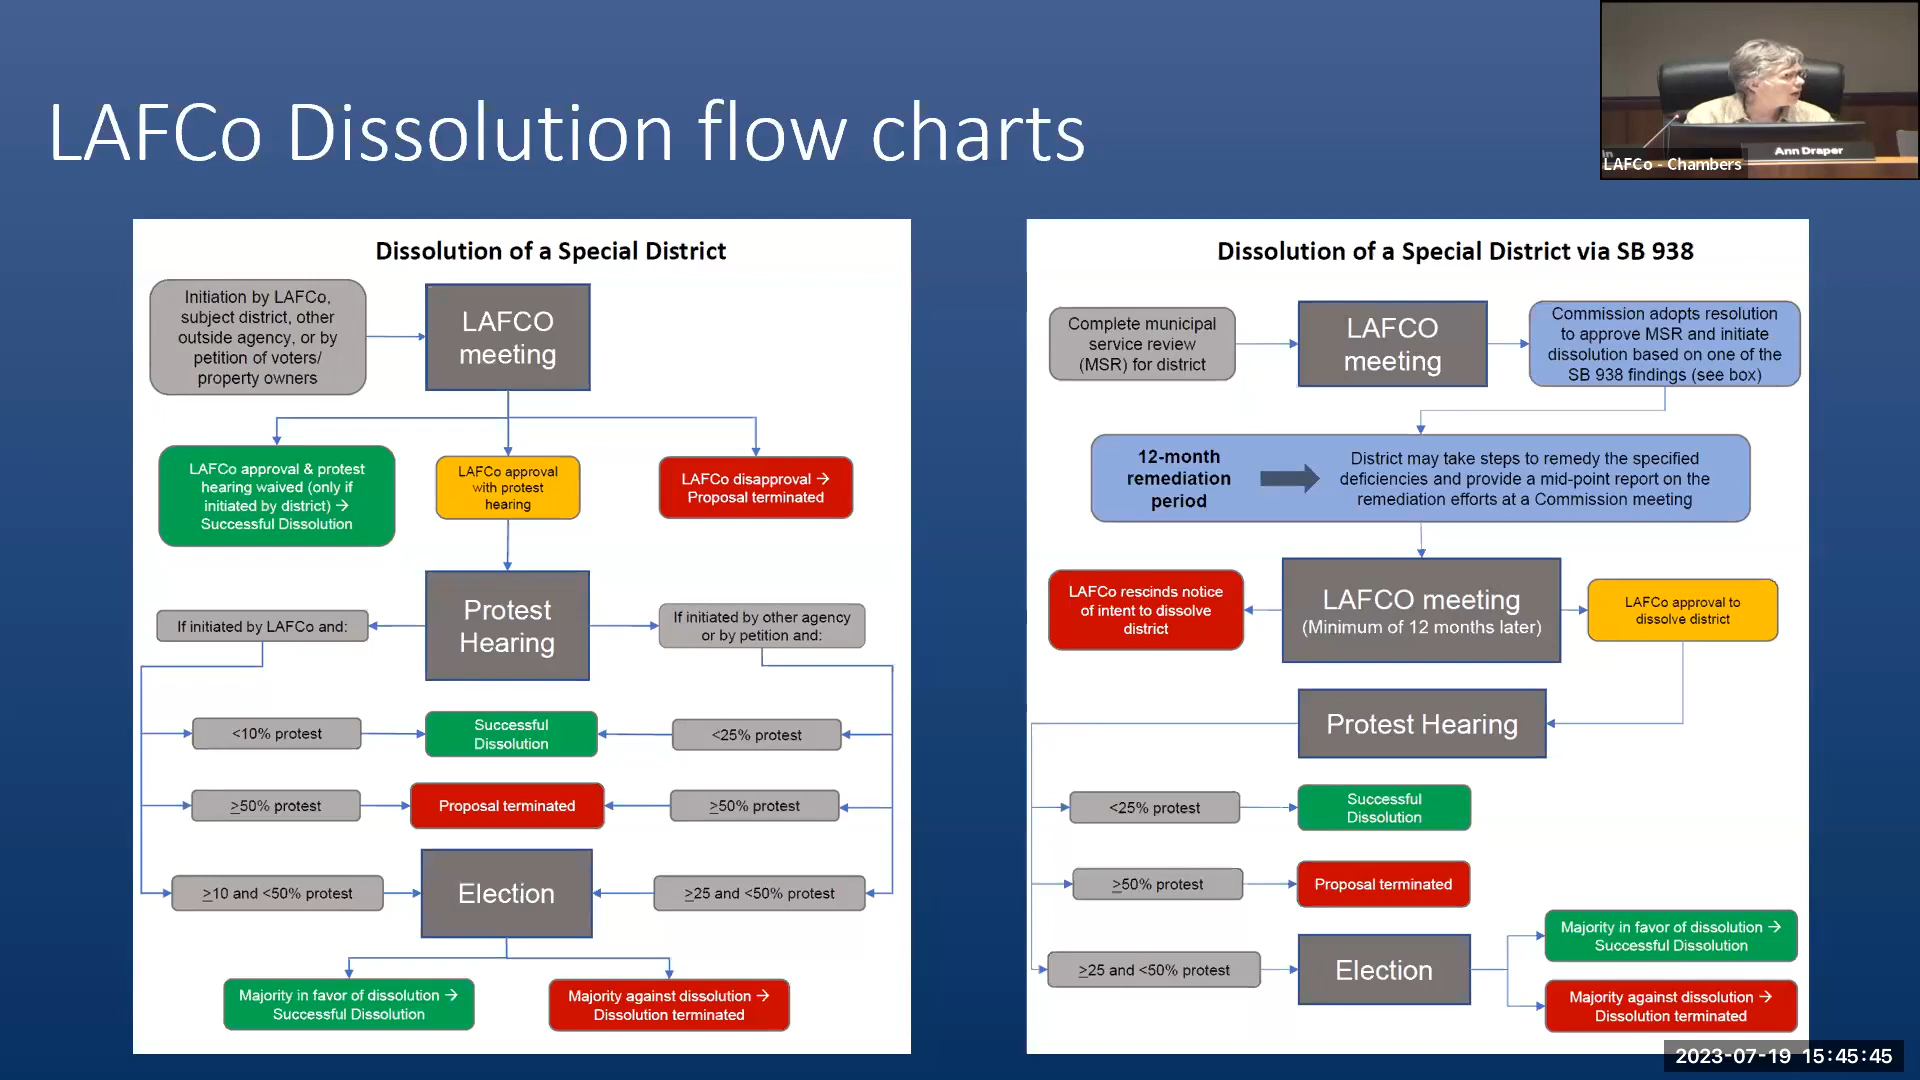 LAFCo Dissolution flow charts
LAFCo - Chambers
Ann Draper
Dissolution of a Special District
Initiation by LAFCo,
subject district, other
outside agency, or by
petition of voters/
property owners
LAFCO
meeting
LAFCo approval & protest
hearing waived (only if
initiated by district) →
Successful Dissolution
LAFCo approval
with protest
hearing
LAFCo disapproval →
Proposal terminated
If initiated by LAFCo and:
Protest
Hearing
If initiated by other agency
or by petition and:
<10% protest
Successful
Dissolution
<25% protest
≥50% protest
Proposal terminated
≥50% protest
≥10 and <50% protest
Election
≥25 and <50% protest
Majority in favor of dissolution →
Successful Dissolution
Majority against dissolution →
Dissolution terminated
Dissolution of a Special District via SB 938
Complete municipal
service review
(MSR) for district
LAFCO
meeting
Commission adopts resolution
to approve MSR and initiate
dissolution based on one of the
SB 938 findings (see box)
12-month
remediation
period
District may take steps to remedy the specified
deficiencies and provide a mid-point report on the
remediation efforts at a Commission meeting
LAFCo rescinds notice
of intent to dissolve
district
LAFCO meeting
(Minimum of 12 months later)
LAFCo approval to
dissolve district
Protest Hearing
<25% protest
Successful
Dissolution
≥50% protest
Proposal terminated
≥25 and <50% protest
Election
Majority in favor of dissolution →
Successful Dissolution
Majority against dissolution →
Dissolution terminated
2023-07-19 15:45:45